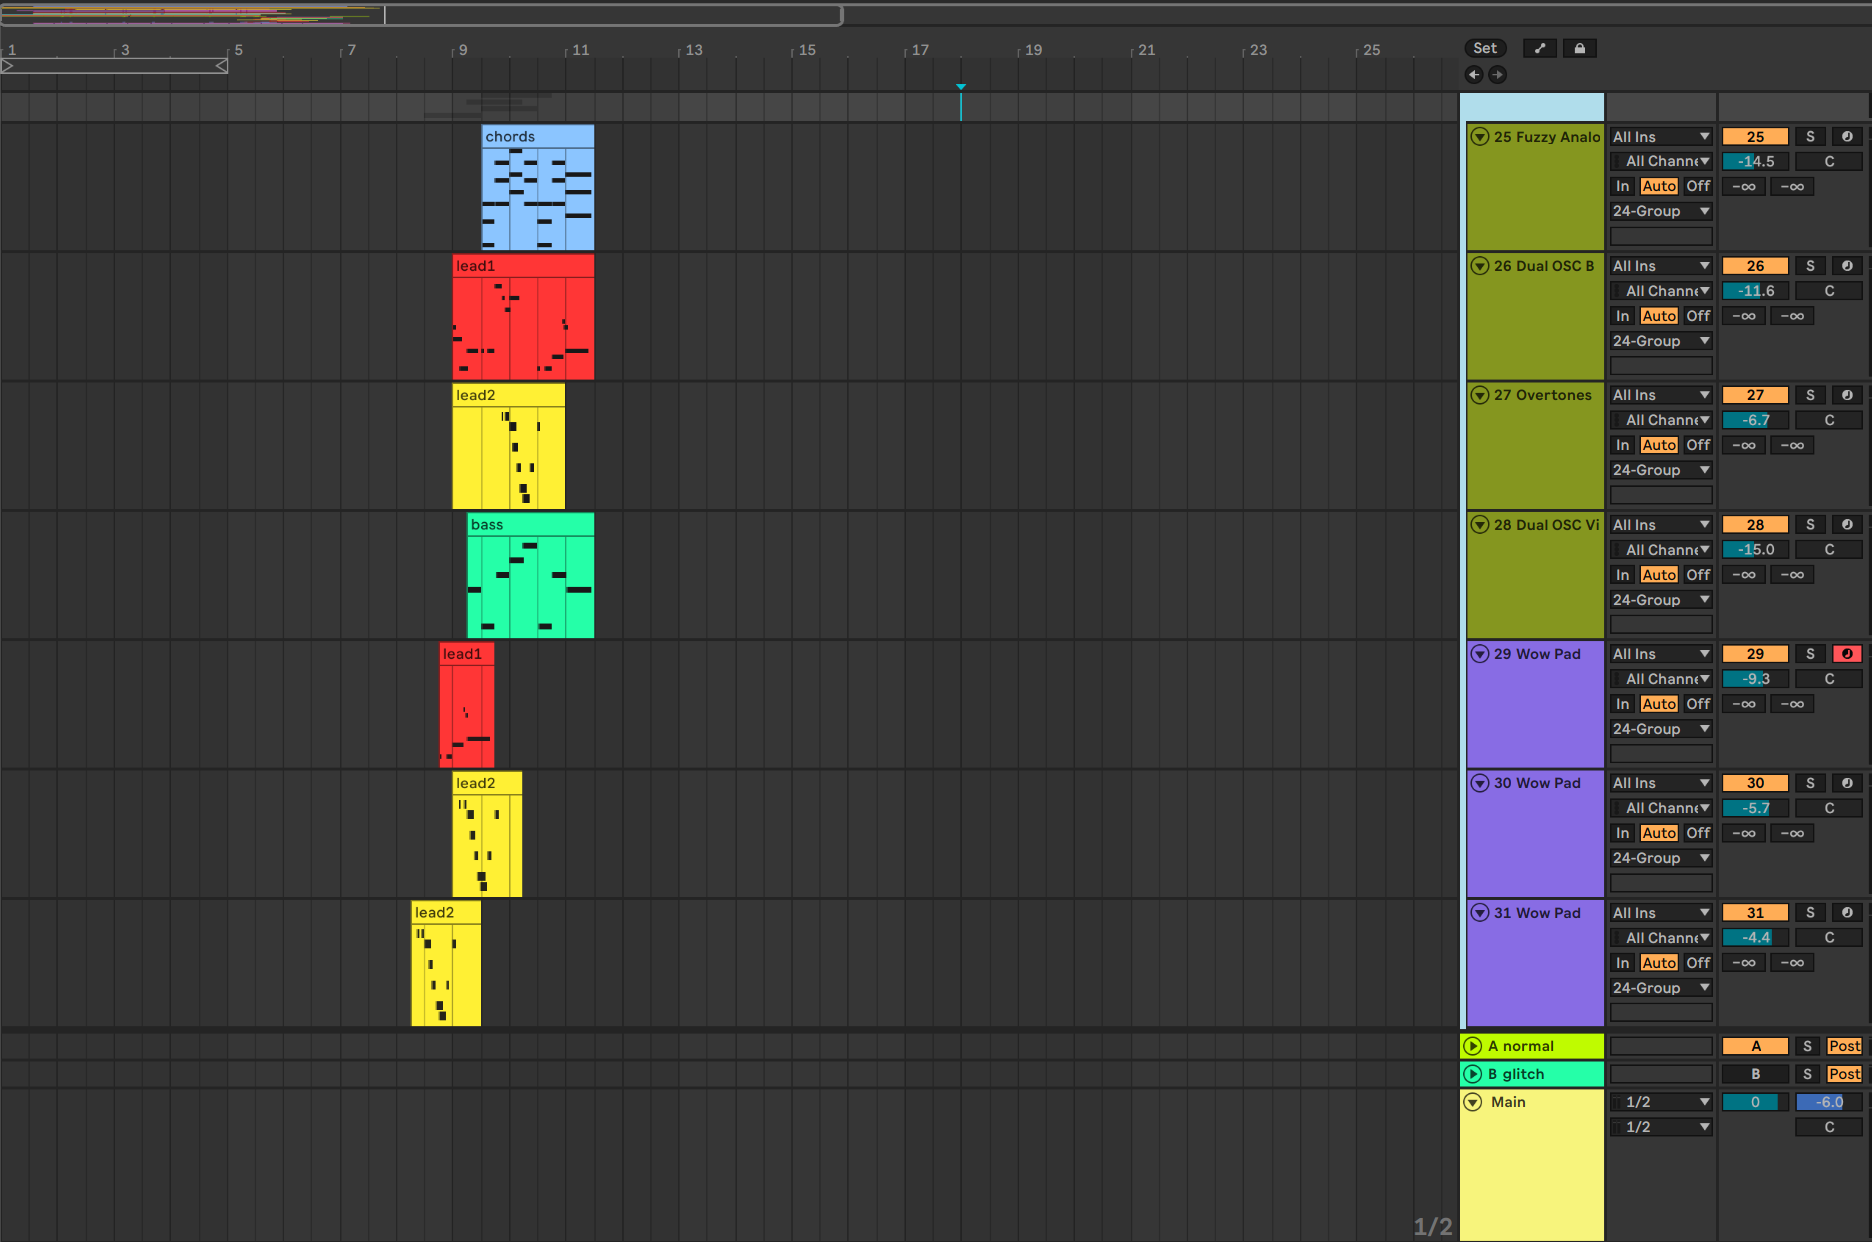 1 3 5 7 9 11 13 15 17 19 21 23 25 Set
chords 25 Fuzzy Analo All Ins 25 S
All Channe -14.5 C
In Auto Off -∞ -∞
24-Group
lead1 26 Dual OSC B All Ins 26 S
All Channe -11.6 C
In Auto Off -∞ -∞
24-Group
lead2 27 Overtones All Ins 27 S
All Channe -6.7 C
In Auto Off -∞ -∞
24-Group
bass 28 Dual OSC Vi All Ins 28 S
All Channe -15.0 C
In Auto Off -∞ -∞
24-Group
lead1 29 Wow Pad All Ins 29 S
All Channe -9.3 C
In Auto Off -∞ -∞
24-Group
lead2 30 Wow Pad All Ins 30 S
All Channe -5.7 C
In Auto Off -∞ -∞
24-Group
lead2 31 Wow Pad All Ins 31 S
All Channe -4.4 C
In Auto Off -∞ -∞
24-Group
A normal A S Post
B glitch B S Post
Main 1/2 0 -6.0
1/2 C
1/2